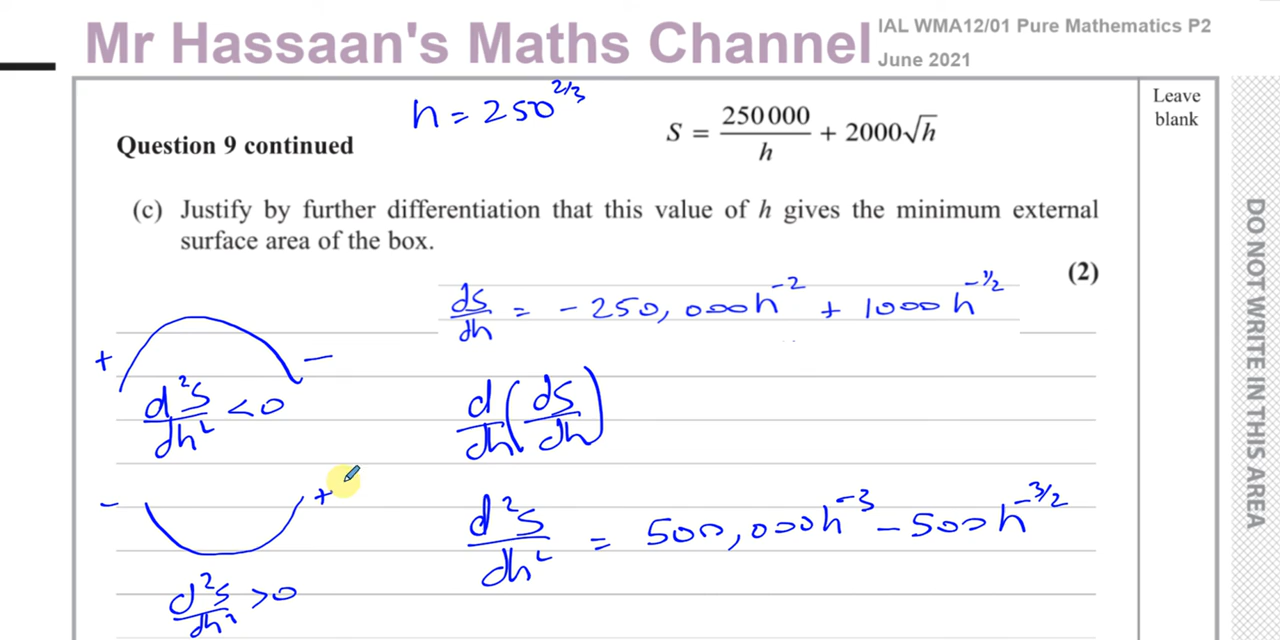 Mr Hassaan's Maths Channel
IAL WMA12/01 Pure Mathematics P2
June 2021
Leave
blank
h = 250^{2/3}
S = 250 000/h + 2000√h
Question 9 continued
(c) Justify by further differentiation that this value of h gives the minimum external
surface area of the box.
(2)
ds/dh = - 250,000h^{-2} + 1000h^{-1/2}
+ −
d²s/dh² < 0
d/dh(ds/dh)
− +
d²s/dh² = 500,000h^{-3} - 500h^{-3/2}
d²s/dh² > 0
DO NOT WRITE IN THIS AREA